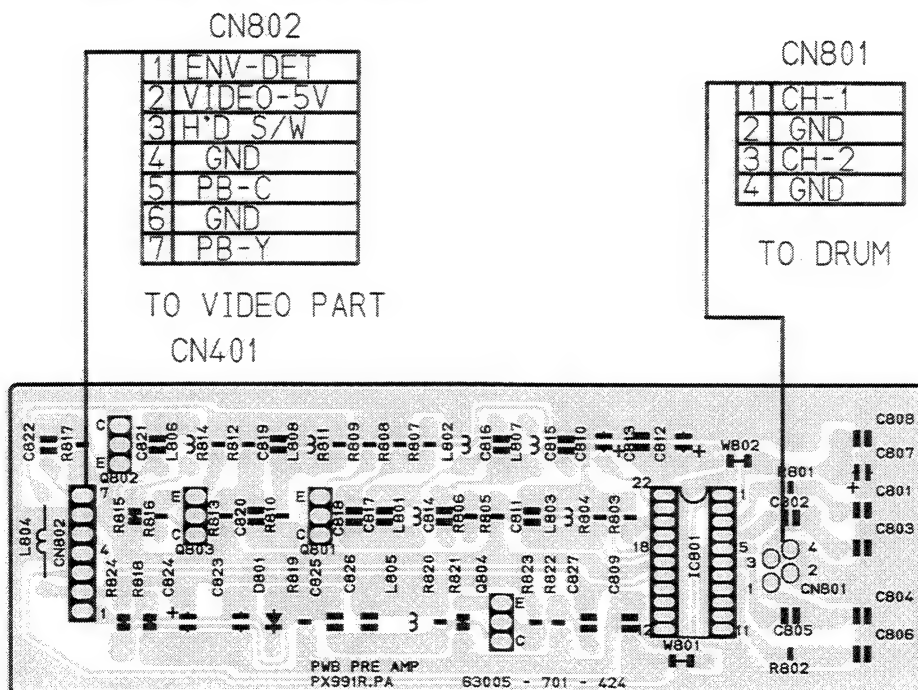 CN802
1 ENV-DET
2 VIDEO-5V
3 H'D S/W
4 GND
5 PB-C
6 GND
7 PB-Y
TO VIDEO PART
CN401
CN801
1 CH-1
2 GND
3 CH-2
4 GND
TO DRUM
C822 R817 C E Q802 C821 L806 R814 R812 C819 L808 R811 R809 R808 R807 L802 C816 L807 C815 C810 + C813 C812 + W802 C808
C807
L804 CN802 7 4 1 R815 R816 E C Q803 R813 C820 R810 E C Q801 C818 C817 L801 C814 R806 R805 C811 L803 R804 R803 22 18 12 IC801 1 5 11 R801 C802 + C801
C803
3 4 1 2 CN801
R824 R818 C824 + C823 D801 R819 C825 C826 L805 R820 R821 Q804 E C R823 R822 C827 C809 W801 C805 C804
R802 C806
PWB PRE AMP
PX991R.PA 63005 - 701 - 424